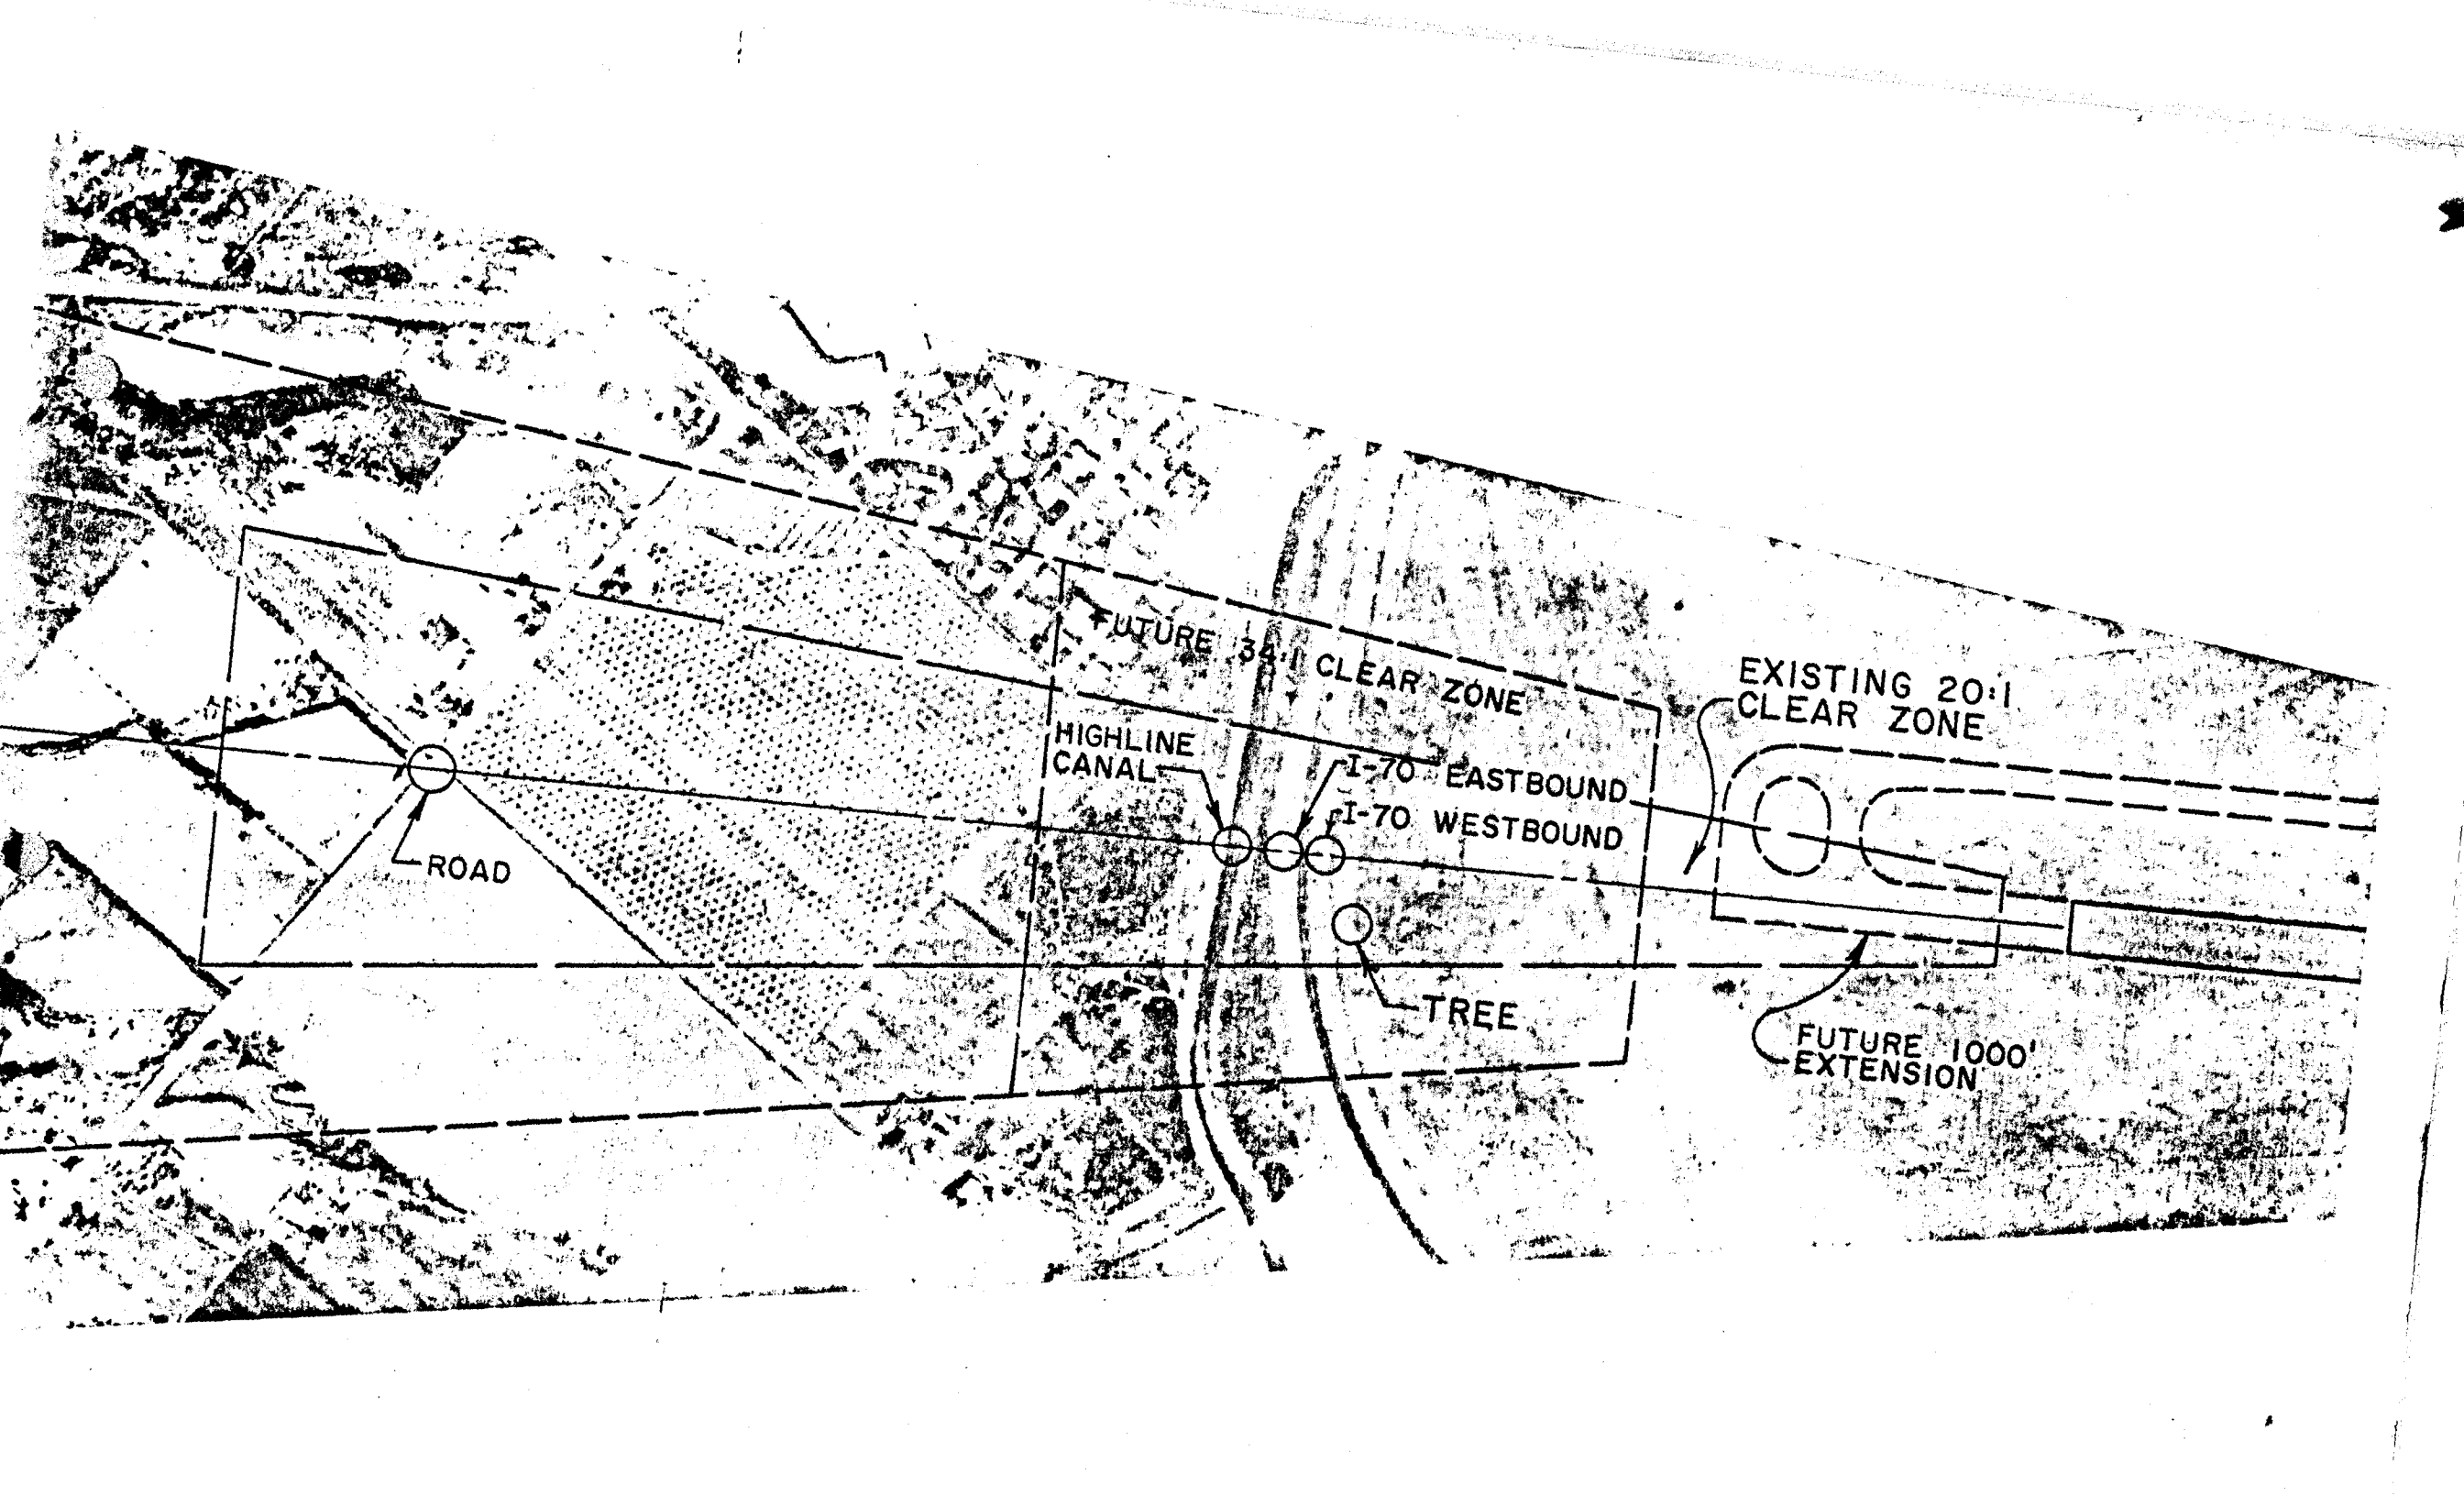 FUTURE 34:1 CLEAR ZONE
EXISTING 20:1
CLEAR ZONE
HIGHLINE
CANAL
I-70 EASTBOUND
I-70 WESTBOUND
ROAD
TREE
FUTURE 1000'
EXTENSION